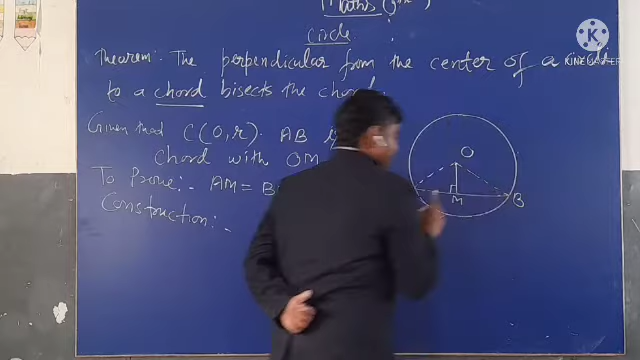 Maths
Circle
Theorem:- The perpendicular from the center of a
to a chord bisects the chord.
Given that C(O,r). AB
chord with OM
To Prove:- AM = B
Construction:-
O
M
B
KINEMASTER